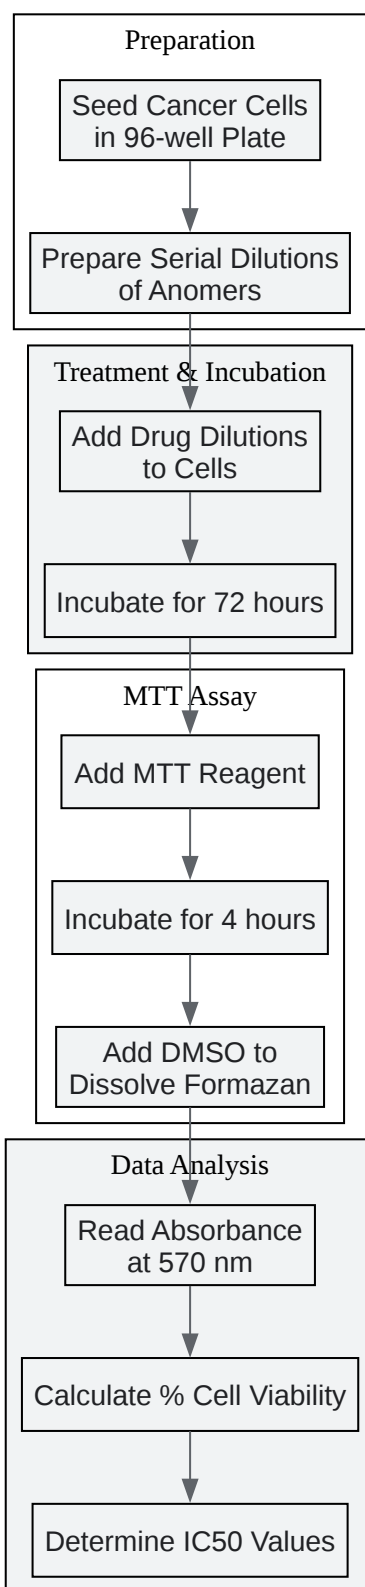 Preparation
Seed Cancer Cells
in 96-well Plate
Prepare Serial Dilutions
of Anomers
Treatment & Incubation
Add Drug Dilutions
to Cells
Incubate for 72 hours
MTT Assay
Add MTT Reagent
Incubate for 4 hours
Add DMSO to
Dissolve Formazan
Data Analysis
Read Absorbance
at 570 nm
Calculate % Cell Viability
Determine IC50 Values